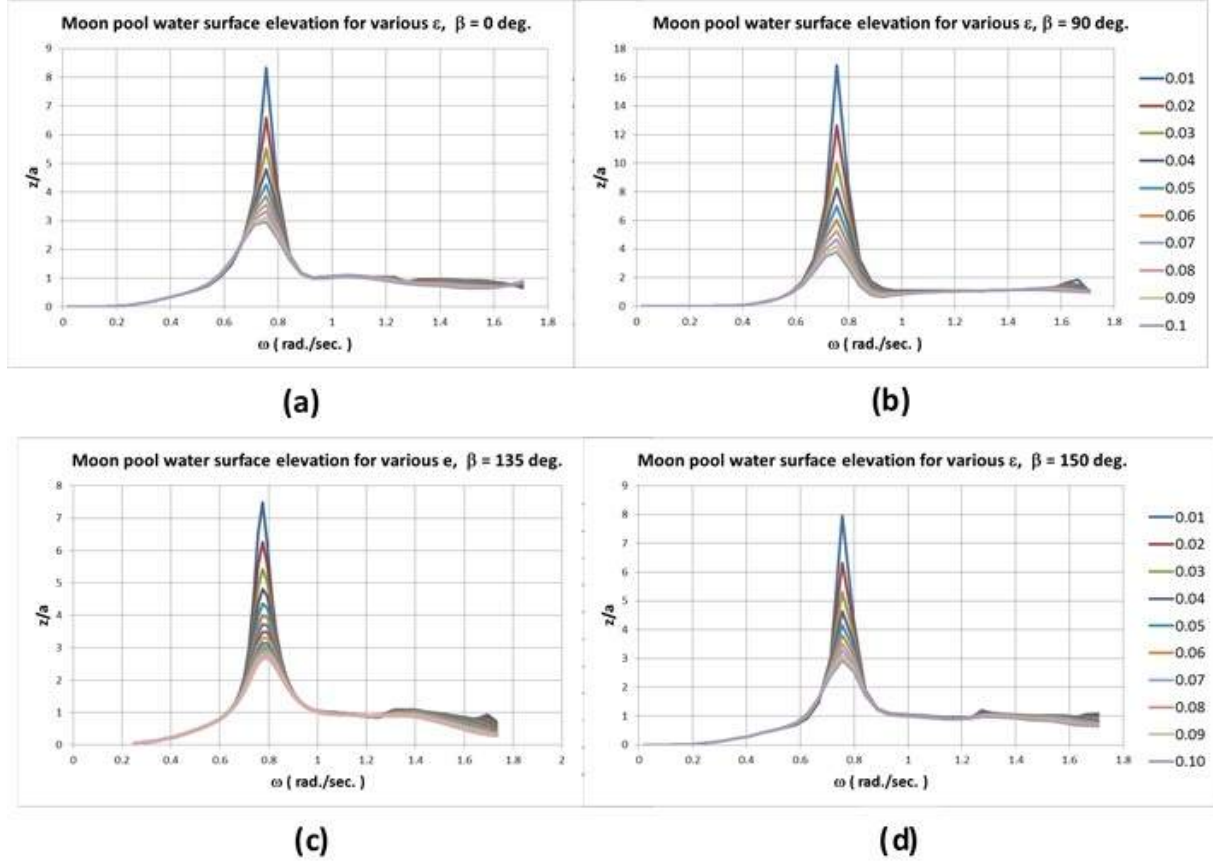 Moon pool water surface elevation for various ε, β = 0 deg.
9
8
7
6
5
4
3
2
1
0
z/a
0 0.2 0.4 0.6 0.8 1 1.2 1.4 1.6 1.8
ω ( rad./sec. )
(a)
Moon pool water surface elevation for various ε, β = 90 deg.
18
16
14
12
10
8
6
4
2
0
z/a
0 0.2 0.4 0.6 0.8 1 1.2 1.4 1.6 1.8
ω ( rad./sec. )
0.01
0.02
0.03
0.04
0.05
0.06
0.07
0.08
0.09
0.1
(b)
Moon pool water surface elevation for various e, β = 135 deg.
8
7
6
5
4
3
2
1
0
z/a
0 0.2 0.4 0.6 0.8 1 1.2 1.4 1.6 1.8 2
ω ( rad./sec. )
(c)
Moon pool water surface elevation for various ε, β = 150 deg.
9
8
7
6
5
4
3
2
1
0
z/a
0 0.2 0.4 0.6 0.8 1 1.2 1.4 1.6 1.8
ω ( rad./sec. )
0.01
0.02
0.03
0.04
0.05
0.06
0.07
0.08
0.09
0.10
(d)